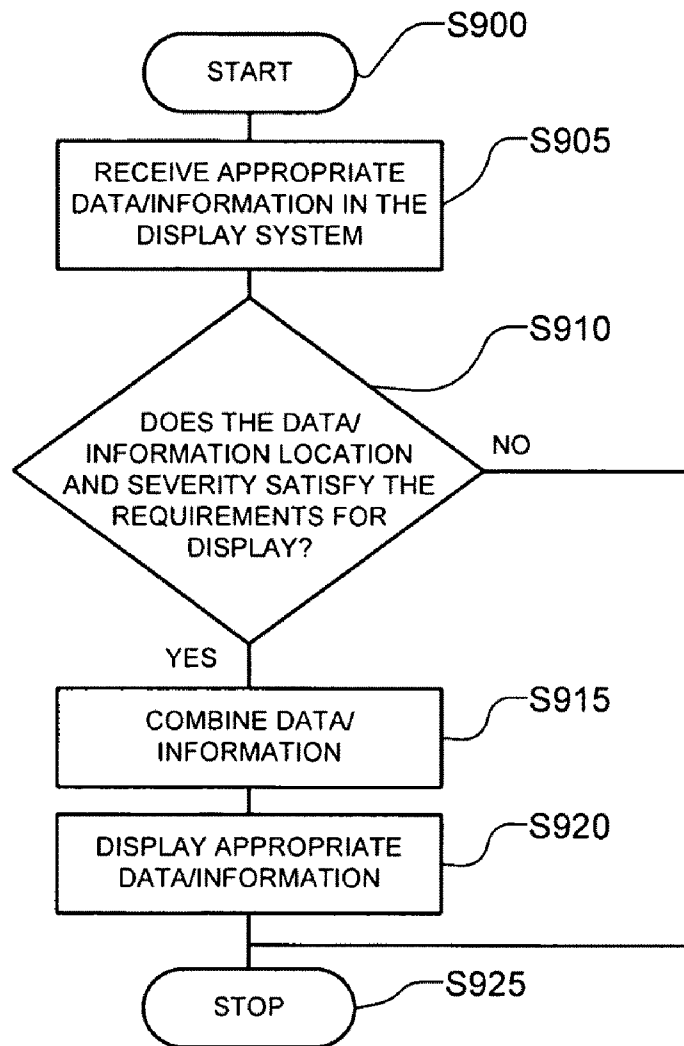 S900
START
S905
RECEIVE APPROPRIATE
DATA/INFORMATION IN THE
DISPLAY SYSTEM
S910
DOES THE DATA/
INFORMATION LOCATION
AND SEVERITY SATISFY THE
REQUIREMENTS FOR
DISPLAY?
NO
YES
S915
COMBINE DATA/
INFORMATION
S920
DISPLAY APPROPRIATE
DATA/INFORMATION
S925
STOP